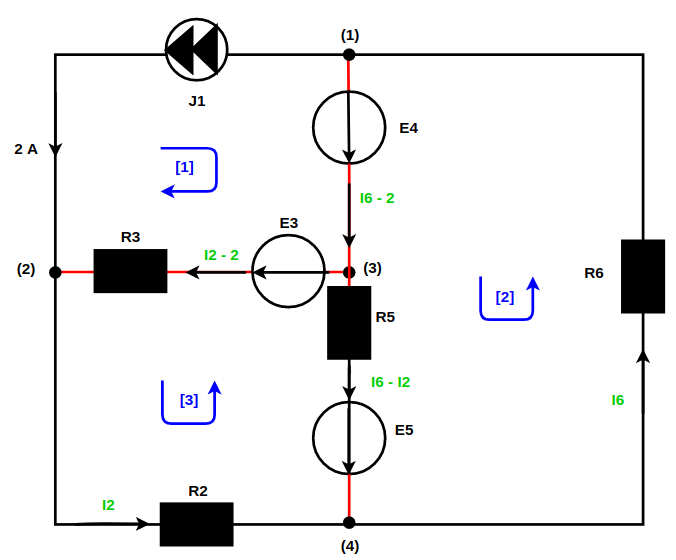 (1)
J1
E4
2 A
[1]
I6 - 2
E3
R3
I2 - 2
(2)
(3)
R6
[2]
R5
I6 - I2
[3]
I6
E5
R2
I2
(4)